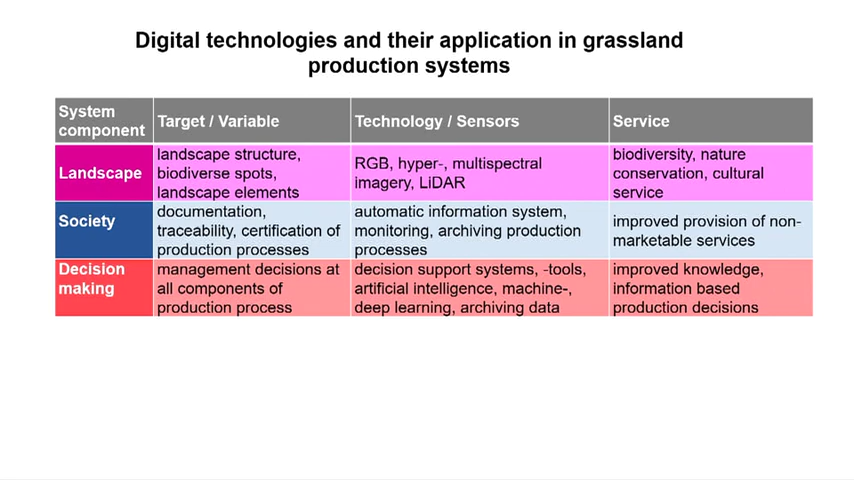 Digital technologies and their application in grassland
production systems
System
component
Target / Variable
Technology / Sensors
Service
Landscape
landscape structure,
biodiverse spots,
landscape elements
RGB, hyper-, multispectral
imagery, LiDAR
biodiversity, nature
conservation, cultural
service
Society
documentation,
traceability, certification of
production processes
automatic information system,
monitoring, archiving production
processes
improved provision of non-
marketable services
Decision
making
management decisions at
all components of
production process
decision support systems, -tools,
artificial intelligence, machine-,
deep learning, archiving data
improved knowledge,
information based
production decisions